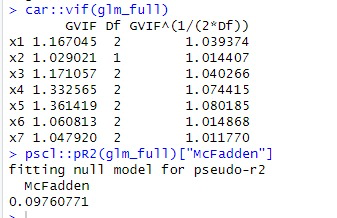 > car::vif(glm_full)
GVIF Df GVIF^(1/(2*Df))
x1 1.167045 2 1.039374
x2 1.029021 1 1.014407
x3 1.171057 2 1.040266
x4 1.332565 2 1.074415
x5 1.361419 2 1.080185
x6 1.060813 2 1.014868
x7 1.047920 2 1.011770
> pscl::pR2(glm_full)["McFadden"]
fitting null model for pseudo-r2
McFadden
0.09760771
>